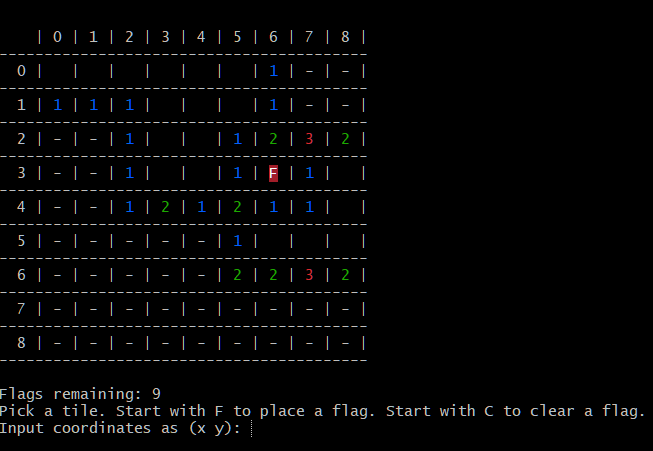 | 0 | 1 | 2 | 3 | 4 | 5 | 6 | 7 | 8 |
-------------------------------------
0 |   |   |   |   |   |   | 1 | - | - |
-------------------------------------
1 | 1 | 1 | 1 |   |   |   | 1 | - | - |
-------------------------------------
2 | - | - | 1 |   |   | 1 | 2 | 3 | 2 |
-------------------------------------
3 | - | - | 1 |   |   | 1 | F | 1 |   |
-------------------------------------
4 | - | - | 1 | 2 | 1 | 2 | 1 | 1 |   |
-------------------------------------
5 | - | - | - | - | - | 1 |   |   |   |
-------------------------------------
6 | - | - | - | - | - | 2 | 2 | 3 | 2 |
-------------------------------------
7 | - | - | - | - | - | - | - | - | - |
-------------------------------------
8 | - | - | - | - | - | - | - | - | - |
-------------------------------------
Flags remaining: 9
Pick a tile. Start with F to place a flag. Start with C to clear a flag.
Input coordinates as (x y):